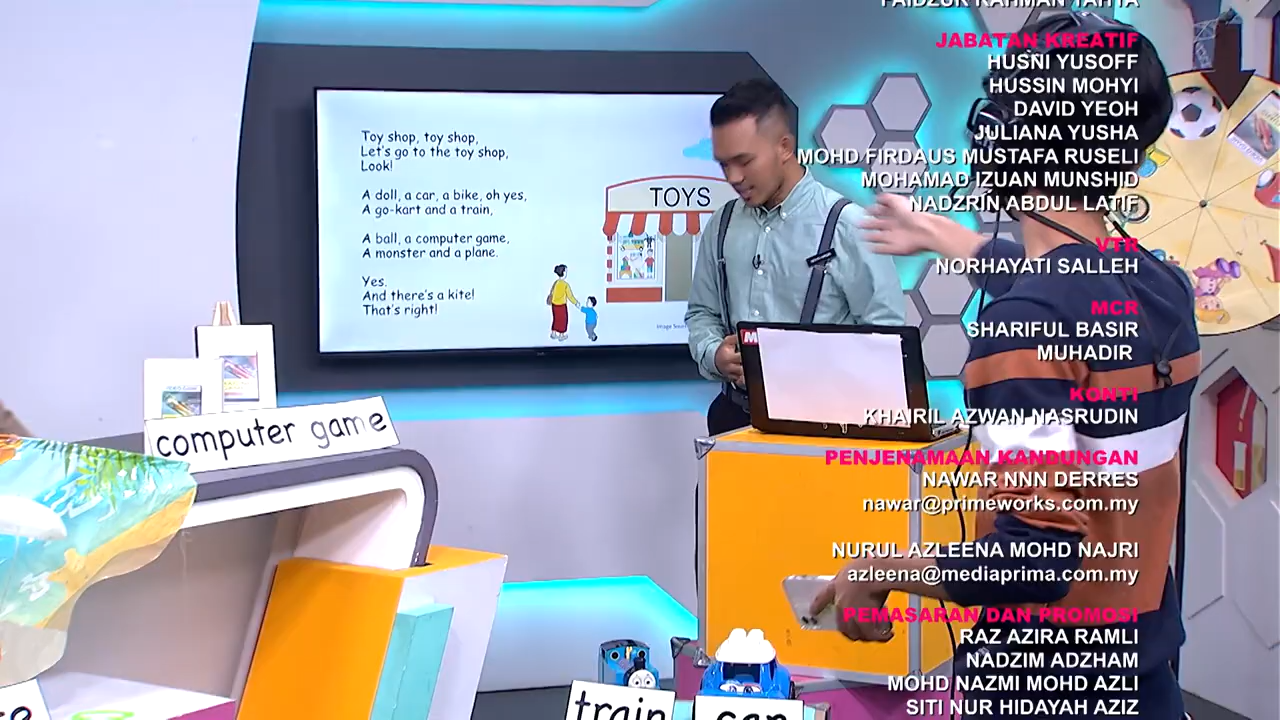 Toy shop, toy shop,
Let's go to the toy shop,
Look!
A doll, a car, a bike, oh yes,
A go-kart and a train,
A ball, a computer game,
A monster and a plane.
Yes.
And there's a kite!
That's right!
TOYS
computer game
train
car
FAIDZUR RAHMAN YAHYA
JABATAN KREATIF
HUSNI YUSOFF
HUSSIN MOHYI
DAVID YEOH
JULIANA YUSHA
MOHD FIRDAUS MUSTAFA RUSELI
MOHAMAD IZUAN MUNSHID
NADZRIN ABDUL LATIF
VTR
NORHAYATI SALLEH
MCR
SHARIFUL BASIR
MUHADIR
KONTI
KHAIRIL AZWAN NASRUDIN
PENJENAMAAN KANDUNGAN
NAWAR NNN DERRES
nawar@primeworks.com.my
NURUL AZLEENA MOHD NAJRI
azleena@mediaprima.com.my
PEMASARAN DAN PROMOSI
RAZ AZIRA RAMLI
NADZIM ADZHAM
MOHD NAZMI MOHD AZLI
SITI NUR HIDAYAH AZIZ